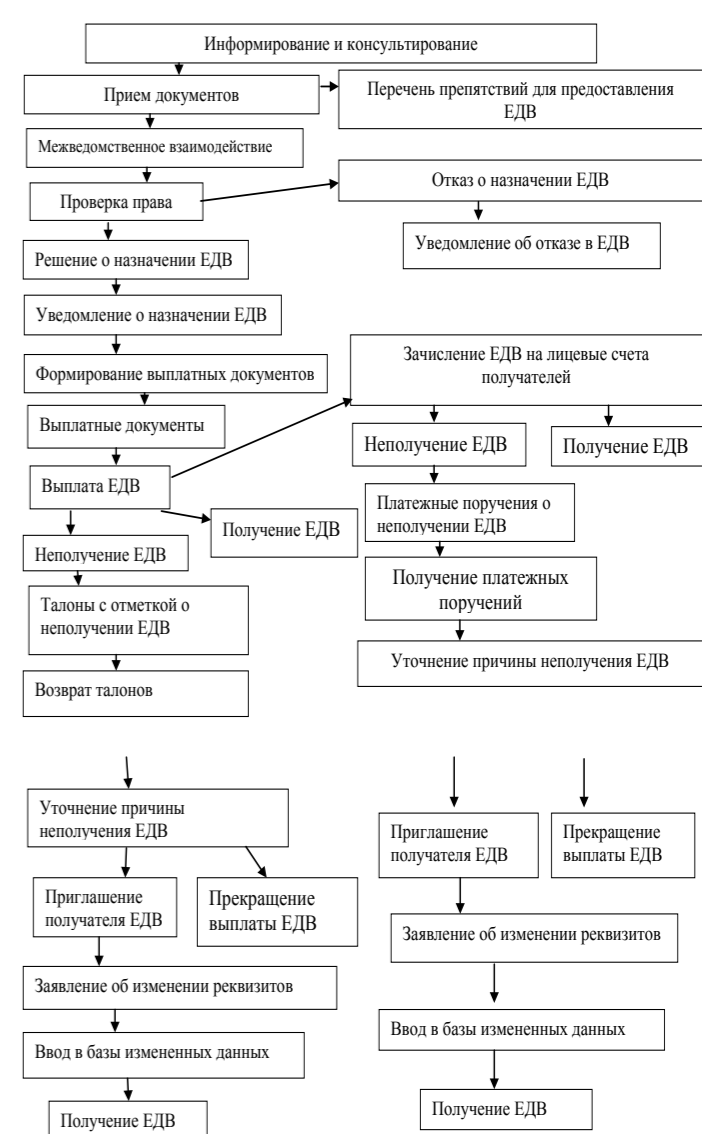 Информирование и консультирование
Прием документов
Перечень препятствий для предоставления
ЕДВ
Межведомственное взаимодействие
Проверка права
Отказ о назначении ЕДВ
Уведомление об отказе в ЕДВ
Решение о назначении ЕДВ
Уведомление о назначении ЕДВ
Формирование выплатных документов
Зачисление ЕДВ на лицевые счета
получателей
Выплатные документы
Неполучение ЕДВ
Получение ЕДВ
Выплата ЕДВ
Получение ЕДВ
Платежные поручения о
неполучении ЕДВ
Неполучение ЕДВ
Получение платежных
поручений
Талоны с отметкой о
неполучении ЕДВ
Уточнение причины неполучения ЕДВ
Возврат талонов
Уточнение причины
неполучения ЕДВ
Приглашение
получателя ЕДВ
Прекращение
выплаты ЕДВ
Приглашение
получателя ЕДВ
Прекращение
выплаты ЕДВ
Заявление об изменении реквизитов
Заявление об изменении реквизитов
Ввод в базы измененных данных
Ввод в базы измененных данных
Получение ЕДВ
Получение ЕДВ